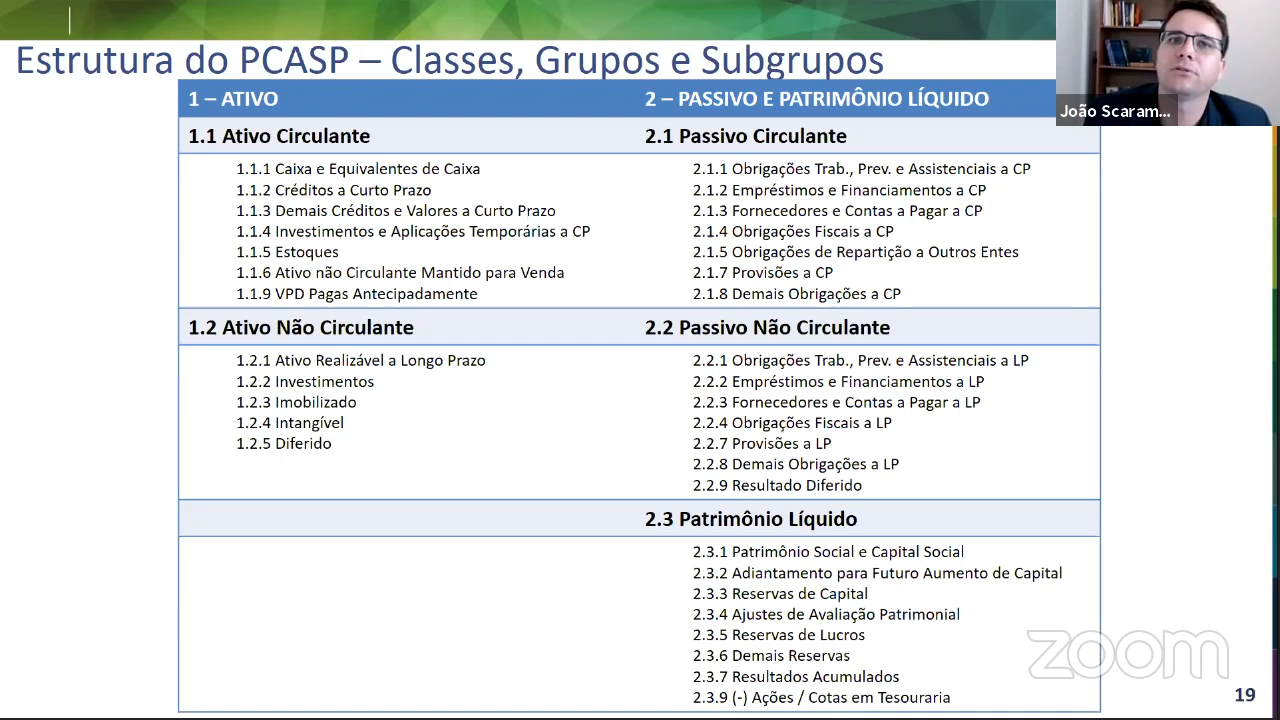 Estrutura do PCASP – Classes, Grupos e Subgrupos
João Scaram...
1 – ATIVO
2 – PASSIVO E PATRIMÔNIO LÍQUIDO
1.1 Ativo Circulante
2.1 Passivo Circulante
1.1.1 Caixa e Equivalentes de Caixa
1.1.2 Créditos a Curto Prazo
1.1.3 Demais Créditos e Valores a Curto Prazo
1.1.4 Investimentos e Aplicações Temporárias a CP
1.1.5 Estoques
1.1.6 Ativo não Circulante Mantido para Venda
1.1.9 VPD Pagas Antecipadamente
2.1.1 Obrigações Trab., Prev. e Assistenciais a CP
2.1.2 Empréstimos e Financiamentos a CP
2.1.3 Fornecedores e Contas a Pagar a CP
2.1.4 Obrigações Fiscais a CP
2.1.5 Obrigações de Repartição a Outros Entes
2.1.7 Provisões a CP
2.1.8 Demais Obrigações a CP
1.2 Ativo Não Circulante
2.2 Passivo Não Circulante
1.2.1 Ativo Realizável a Longo Prazo
1.2.2 Investimentos
1.2.3 Imobilizado
1.2.4 Intangível
1.2.5 Diferido
2.2.1 Obrigações Trab., Prev. e Assistenciais a LP
2.2.2 Empréstimos e Financiamentos a LP
2.2.3 Fornecedores e Contas a Pagar a LP
2.2.4 Obrigações Fiscais a LP
2.2.7 Provisões a LP
2.2.8 Demais Obrigações a LP
2.2.9 Resultado Diferido
2.3 Patrimônio Líquido
2.3.1 Patrimônio Social e Capital Social
2.3.2 Adiantamento para Futuro Aumento de Capital
2.3.3 Reservas de Capital
2.3.4 Ajustes de Avaliação Patrimonial
2.3.5 Reservas de Lucros
2.3.6 Demais Reservas
2.3.7 Resultados Acumulados
2.3.9 (-) Ações / Cotas em Tesouraria
zoom
19